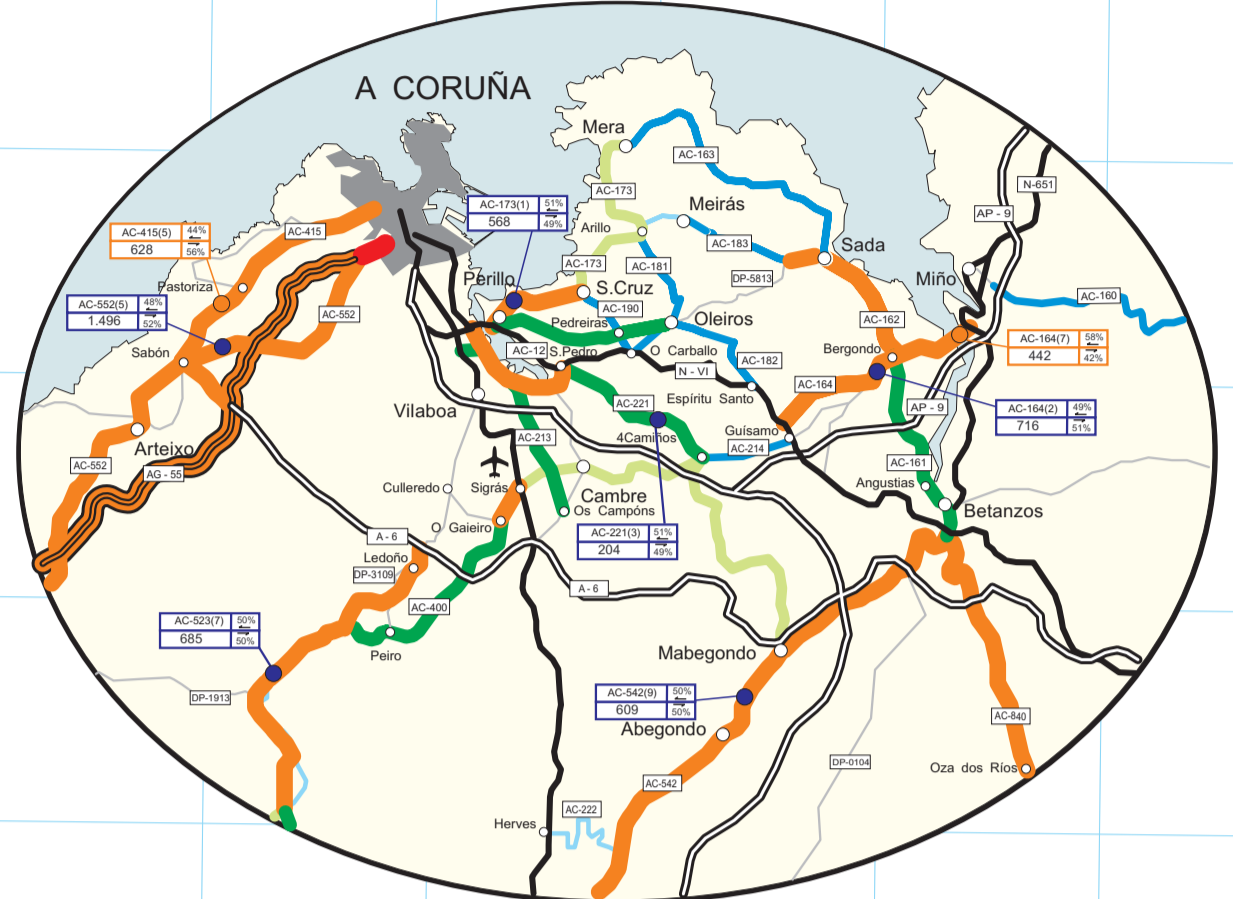 A CORUÑA
Mera
AC-163
N-651
AC-173
AC-173(1)
51%
568
49%
Meirás
AP - 9
AC-415(5)
44%
628
56%
AC-415
Arillo
AC-183
Sada
AC-173
AC-181
DP-5813
Miño
Pastoriza
Perillo
S.Cruz
AC-160
AC-552(5)
48%
1.496
52%
AC-552
AC-190
Pedreiras
Oleiros
AC-162
AC-164(7)
58%
442
42%
Sabón
AC-12
S.Pedro
O Carballo
AC-182
Bergondo
N - VI
AC-164
Vilaboa
Espíritu Santo
AC-221
AP - 9
AC-164(2)
49%
716
51%
Arteixo
AC-213
4Camiños
Guísamo
AC-214
AC-552
AG - 55
AC-161
Culleredo
Sigrás
Cambre
Angustias
Os Campóns
Betanzos
O Gaieiro
A - 6
AC-221(3)
51%
204
49%
Ledoño
DP-3109
A - 6
AC-400
AC-523(7)
50%
685
50%
Peiro
Mabegondo
DP-1913
AC-542(9)
50%
609
50%
Abegondo
AC-840
DP-0104
Oza dos Ríos
AC-542
AC-222
Herves